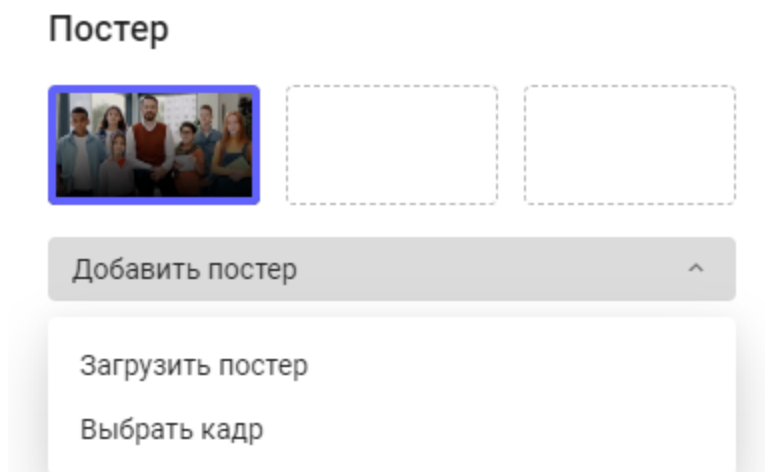 Постер
Добавить постер
Загрузить постер
Выбрать кадр